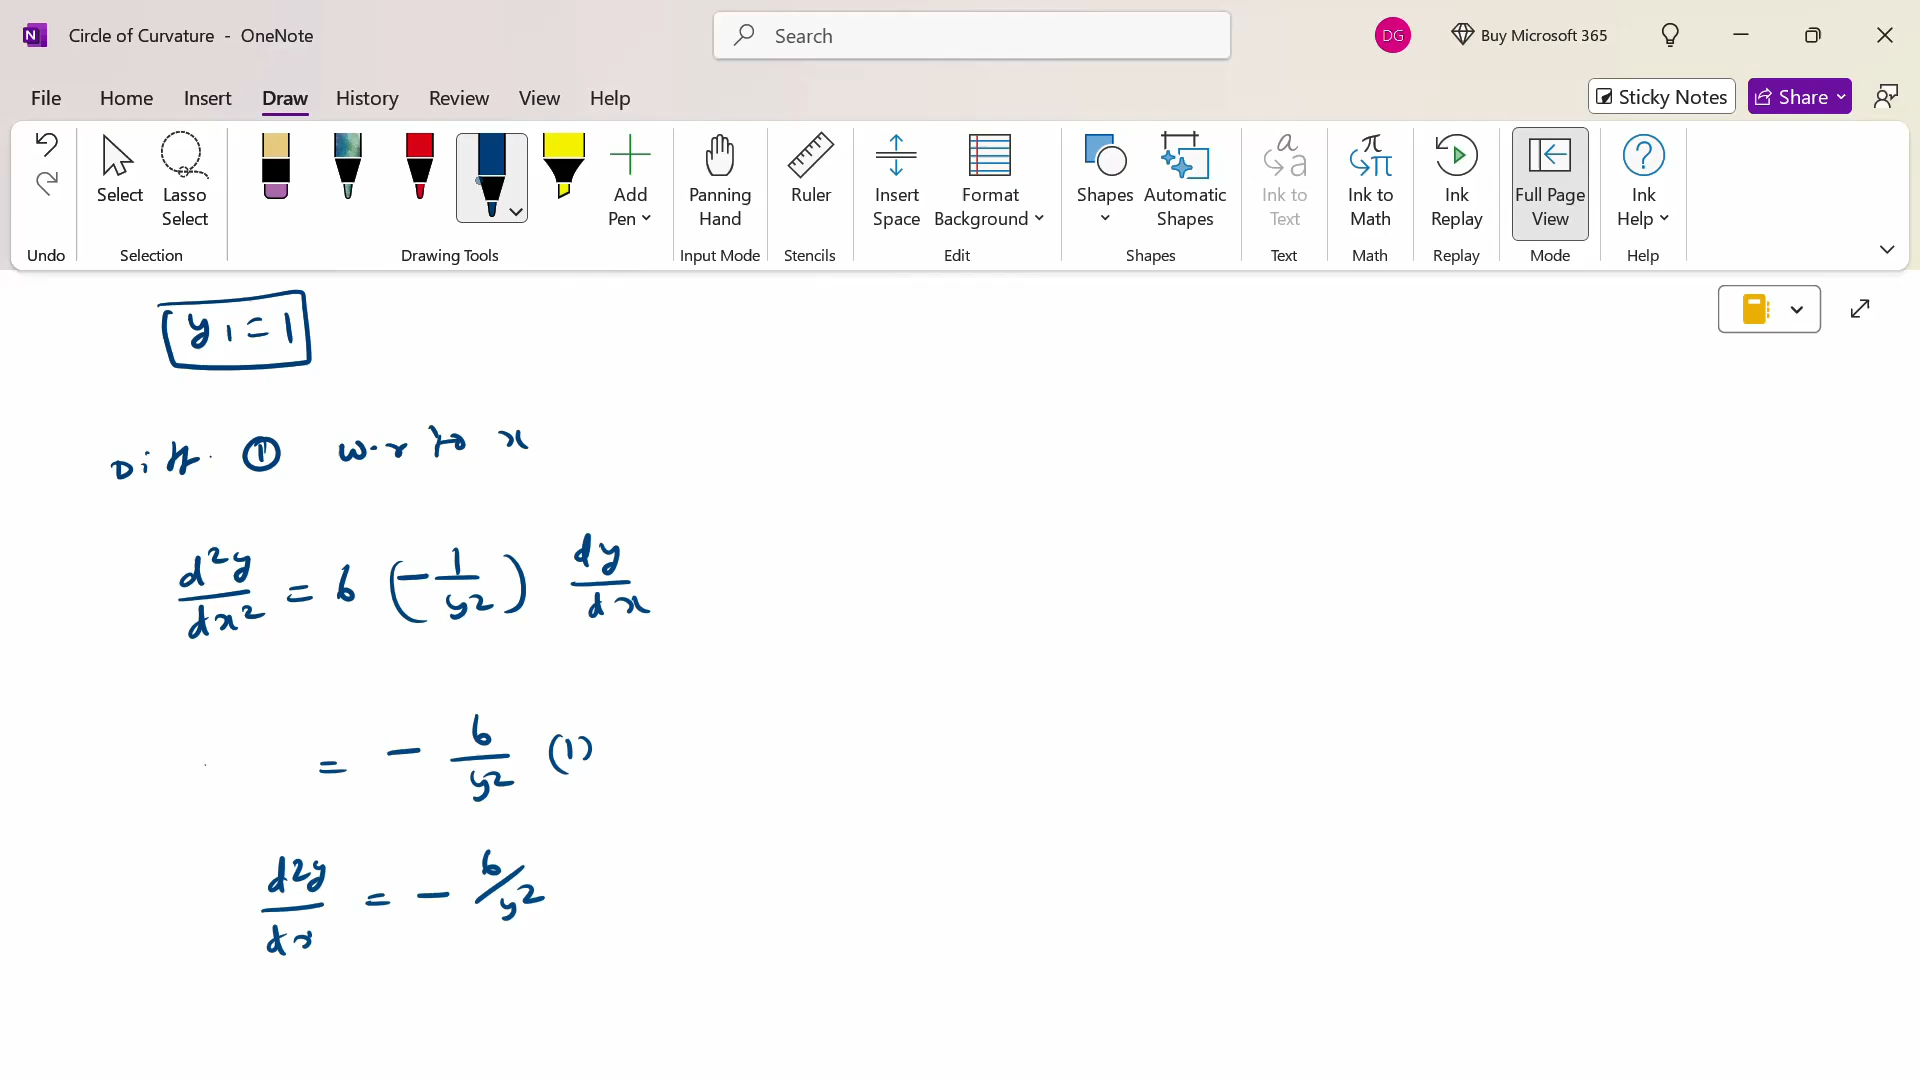 Circle of Curvature - OneNote
Search
DG
Buy Microsoft 365
File Home Insert Draw History Review View Help
Sticky Notes
Share
Select
Lasso Select
Add Pen
Panning Hand
Ruler
Insert Space
Format Background
Shapes
Automatic Shapes
Ink to Text
Ink to Math
Ink Replay
Full Page View
Ink Help
Undo Selection Drawing Tools Input Mode Stencils Edit Shapes Text Math Replay Mode Help
y₁ = 1
Diff. ① w.r to x
d²y/dx² = 6 (-1/y²) dy/dx
= - 6/y² (1)
d²y/dx = - 6/y²